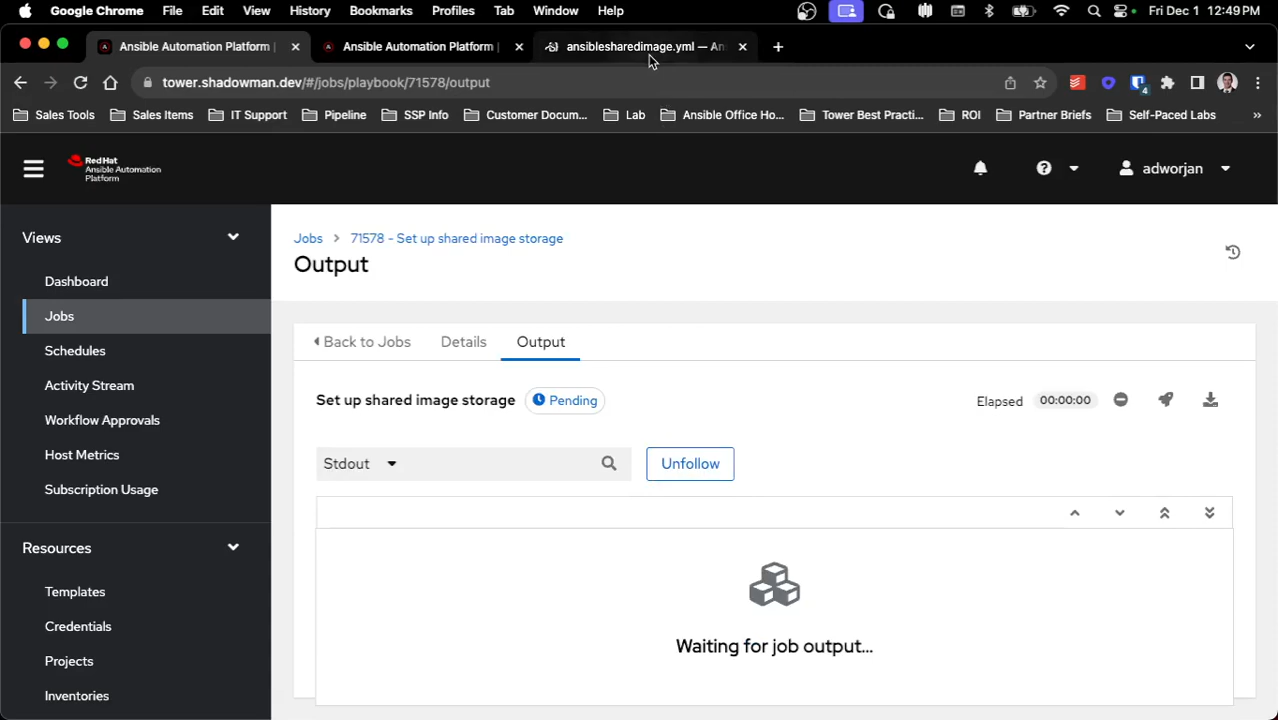 Google Chrome File Edit View History Bookmarks Profiles Tab Window Help Fri Dec 1 12:49 PM
Ansible Automation Platform | Ansible Automation Platform | ansiblesharedimage.yml — An
tower.shadowman.dev/#/jobs/playbook/71578/output 4
Sales Tools Sales Items IT Support Pipeline SSP Info Customer Docum... Lab Ansible Office Ho... Tower Best Practi... ROI Partner Briefs Self-Paced Labs »
Red Hat
Ansible Automation
Platform
adworjan
Views
Dashboard
Jobs
Schedules
Activity Stream
Workflow Approvals
Host Metrics
Subscription Usage
Resources
Templates
Credentials
Projects
Inventories
Jobs 71578 - Set up shared image storage
Output
Back to Jobs Details Output
Set up shared image storage Pending Elapsed 00:00:00
Stdout Unfollow
Waiting for job output...